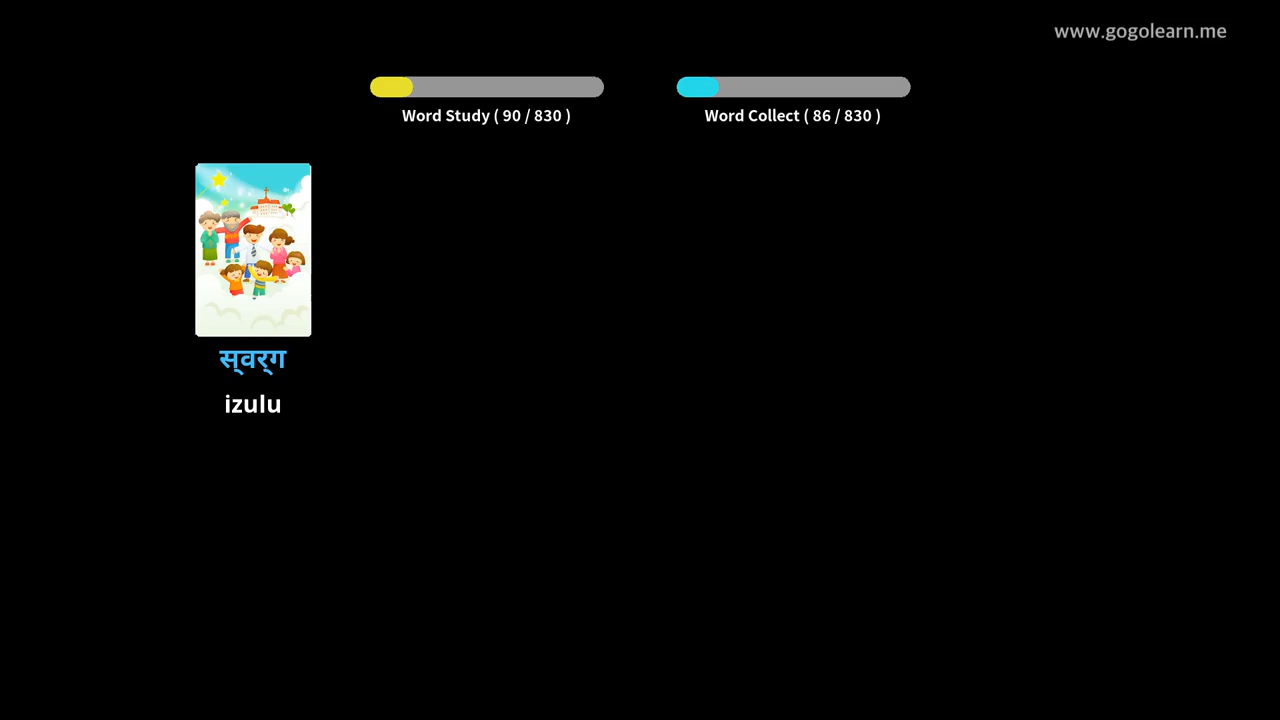 www.gogolearn.me
Word Study ( 90 / 830 )
Word Collect ( 86 / 830 )
स्वर्ग
izulu